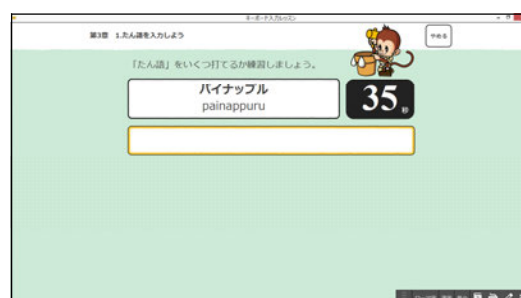 キーボード入力レッスン
第3章 1.たん語を入力しよう
やめる
「たん語」をいくつ打てるか練習しましょう。
パイナップル
painappuru
35秒